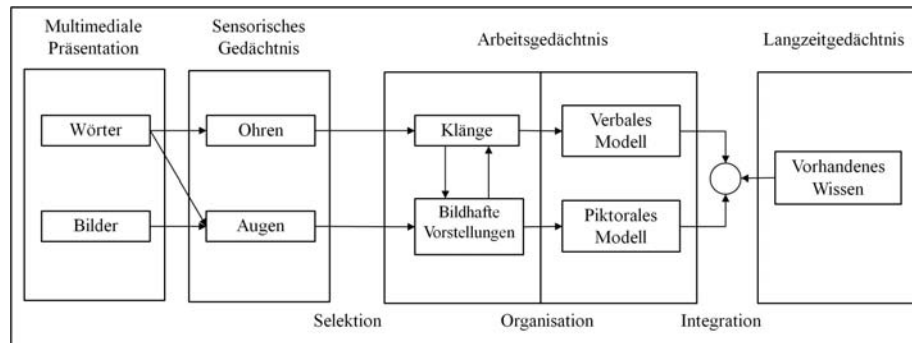 Multimediale
Präsentation
Sensorisches
Gedächtnis
Arbeitsgedächtnis
Langzeitgedächtnis
Wörter
Ohren
Klänge
Verbales
Modell
Vorhandenes
Wissen
Bilder
Augen
Bildhafte
Vorstellungen
Piktorales
Modell
Selektion
Organisation
Integration